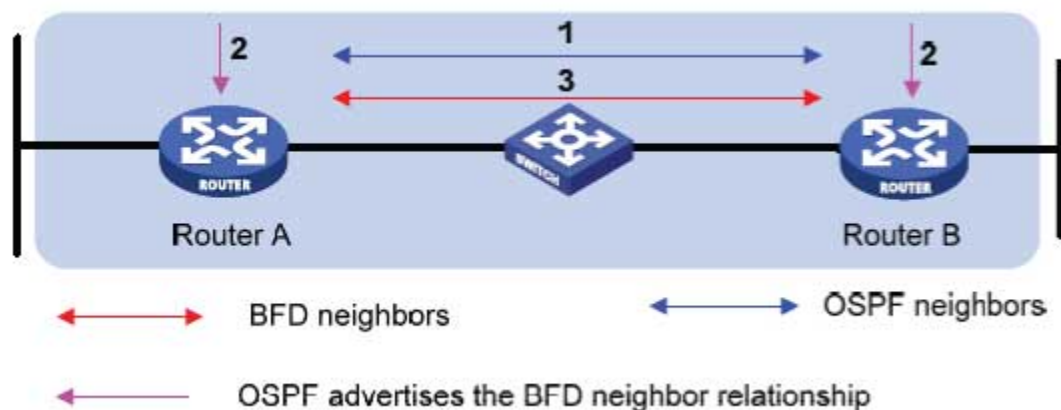 1
2
2
3
ROUTER
SWITCH
ROUTER
Router A
Router B
BFD neighbors
OSPF neighbors
OSPF advertises the BFD neighbor relationship